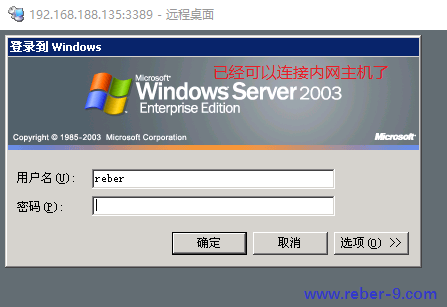 192.168.188.135:3389 - 远程桌面
登录到 Windows
已经可以连接内网主机了
Microsoft
Windows Server 2003
Enterprise Edition
Copyright © 1985-2003 Microsoft Corporation
Microsoft
用户名(U): reber
密码(P):
确定 取消 选项(O) >>
www.reber-9.com